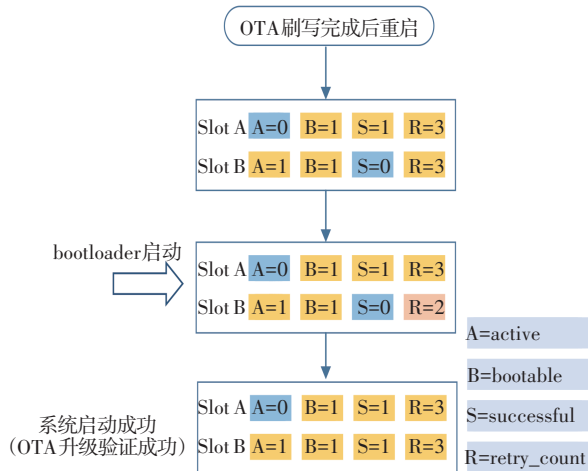 OTA刷写完成后重启
Slot A A=0 B=1 S=1 R=3
Slot B A=1 B=1 S=0 R=3
bootloader启动
Slot A A=0 B=1 S=1 R=3
Slot B A=1 B=1 S=0 R=2
A=active
B=bootable
S=successful
R=retry_count
系统启动成功
（OTA升级验证成功）
Slot A A=0 B=1 S=1 R=3
Slot B A=1 B=1 S=1 R=3